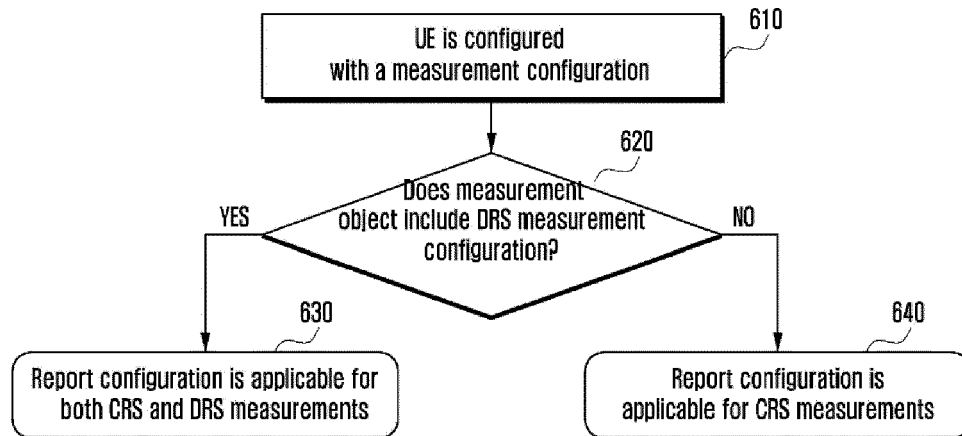 610
UE is configured
with a measurement configuration
620
Does measurement
object include DRS measurement
configuration?
YES
NO
630
640
Report configuration is applicable for
both CRS and DRS measurements
Report configuration is
applicable for CRS measurements